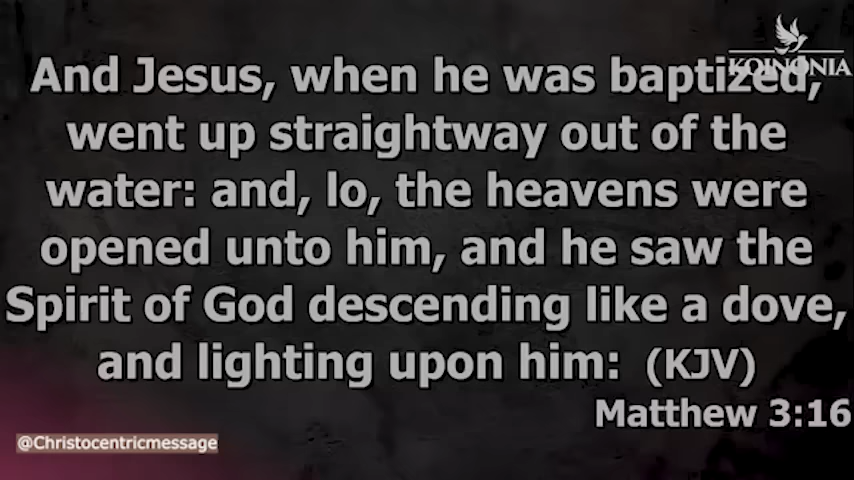 KOINONIA
And Jesus, when he was baptized,
went up straightway out of the
water: and, lo, the heavens were
opened unto him, and he saw the
Spirit of God descending like a dove,
and lighting upon him: (KJV)
Matthew 3:16
@Christocentricmessage